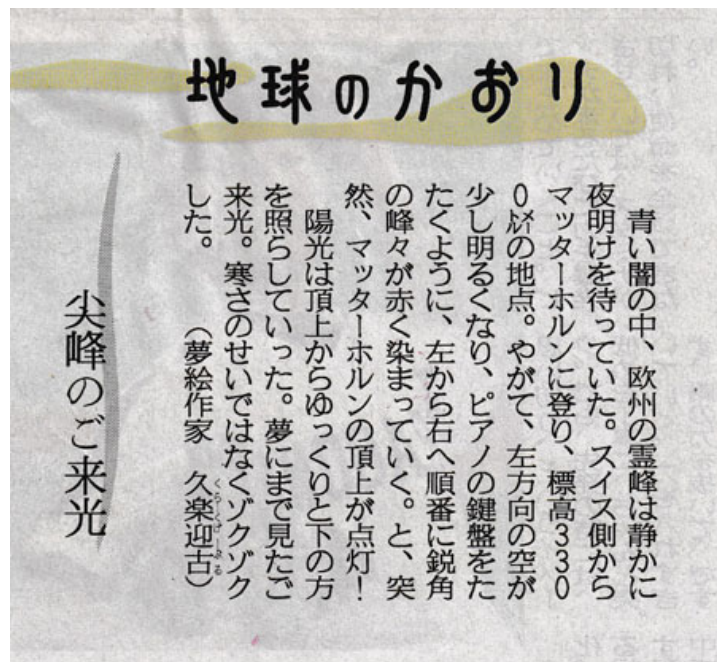 地球のかおり
青い闇の中、欧州の霊峰は静かに
夜明けを待っていた。スイス側から
マッターホルンに登り、標高３３０
０㍍の地点。やがて、左方向の空が
少し明るくなり、ピアノの鍵盤をた
たくように、左から右へ順番に鋭角
の峰々が赤く染まっていく。と、突
然、マッターホルンの頂上が点灯！
陽光は頂上からゆっくりと下の方
を照らしていった。夢にまで見たご
来光。寒さのせいではなくゾクゾク
した。
（夢絵作家　久楽迎古）
尖峰のご来光